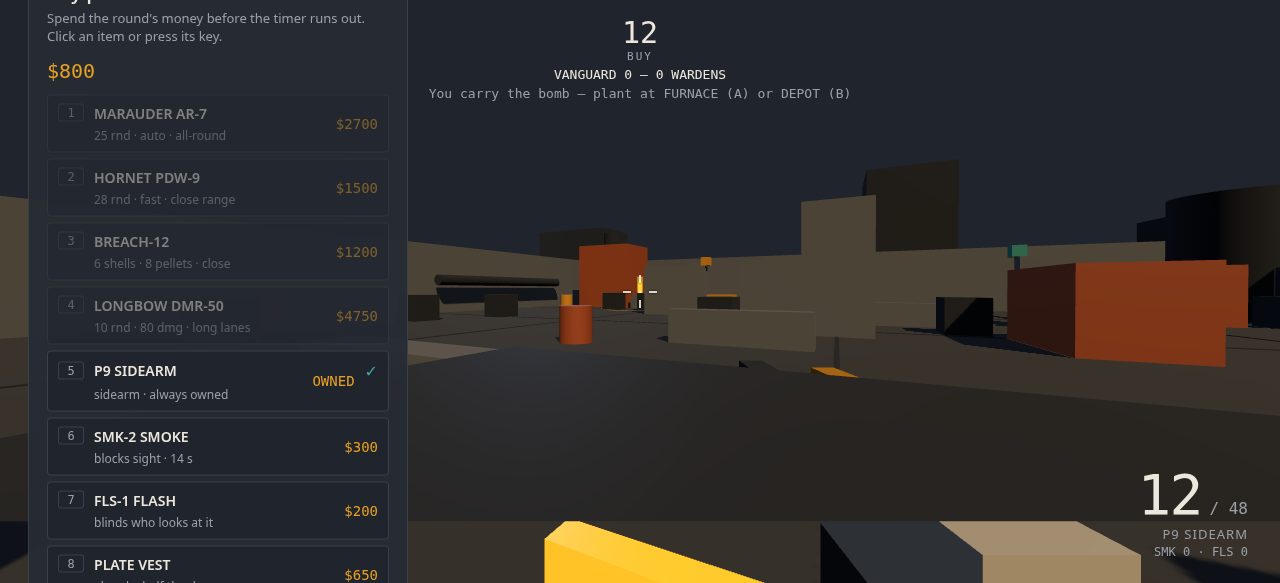 Spend the round's money before the timer runs out.
Click an item or press its key.
$800
1 MARAUDER AR-7
25 rnd · auto · all-round
$2700
2 HORNET PDW-9
28 rnd · fast · close range
$1500
3 BREACH-12
6 shells · 8 pellets · close
$1200
4 LONGBOW DMR-50
10 rnd · 80 dmg · long lanes
$4750
5 P9 SIDEARM
sidearm · always owned
OWNED ✓
6 SMK-2 SMOKE
blocks sight · 14 s
$300
7 FLS-1 FLASH
blinds who looks at it
$200
8 PLATE VEST
$650
12
BUY
VANGUARD 0 — 0 WARDENS
You carry the bomb — plant at FURNACE (A) or DEPOT (B)
12 / 48
P9 SIDEARM
SMK 0 · FLS 0